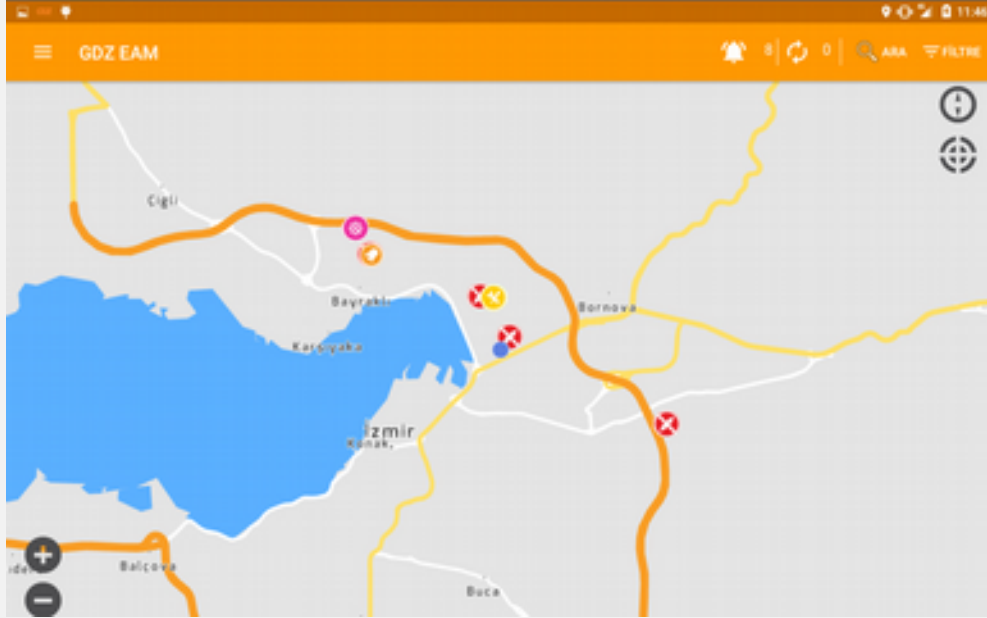 11:46
GDZ EAM
8 0 ARA FİLTRE
Çiğli
Bayraklı
Bornova
Karşıyaka
İzmir
Konak
Balçova
Buca